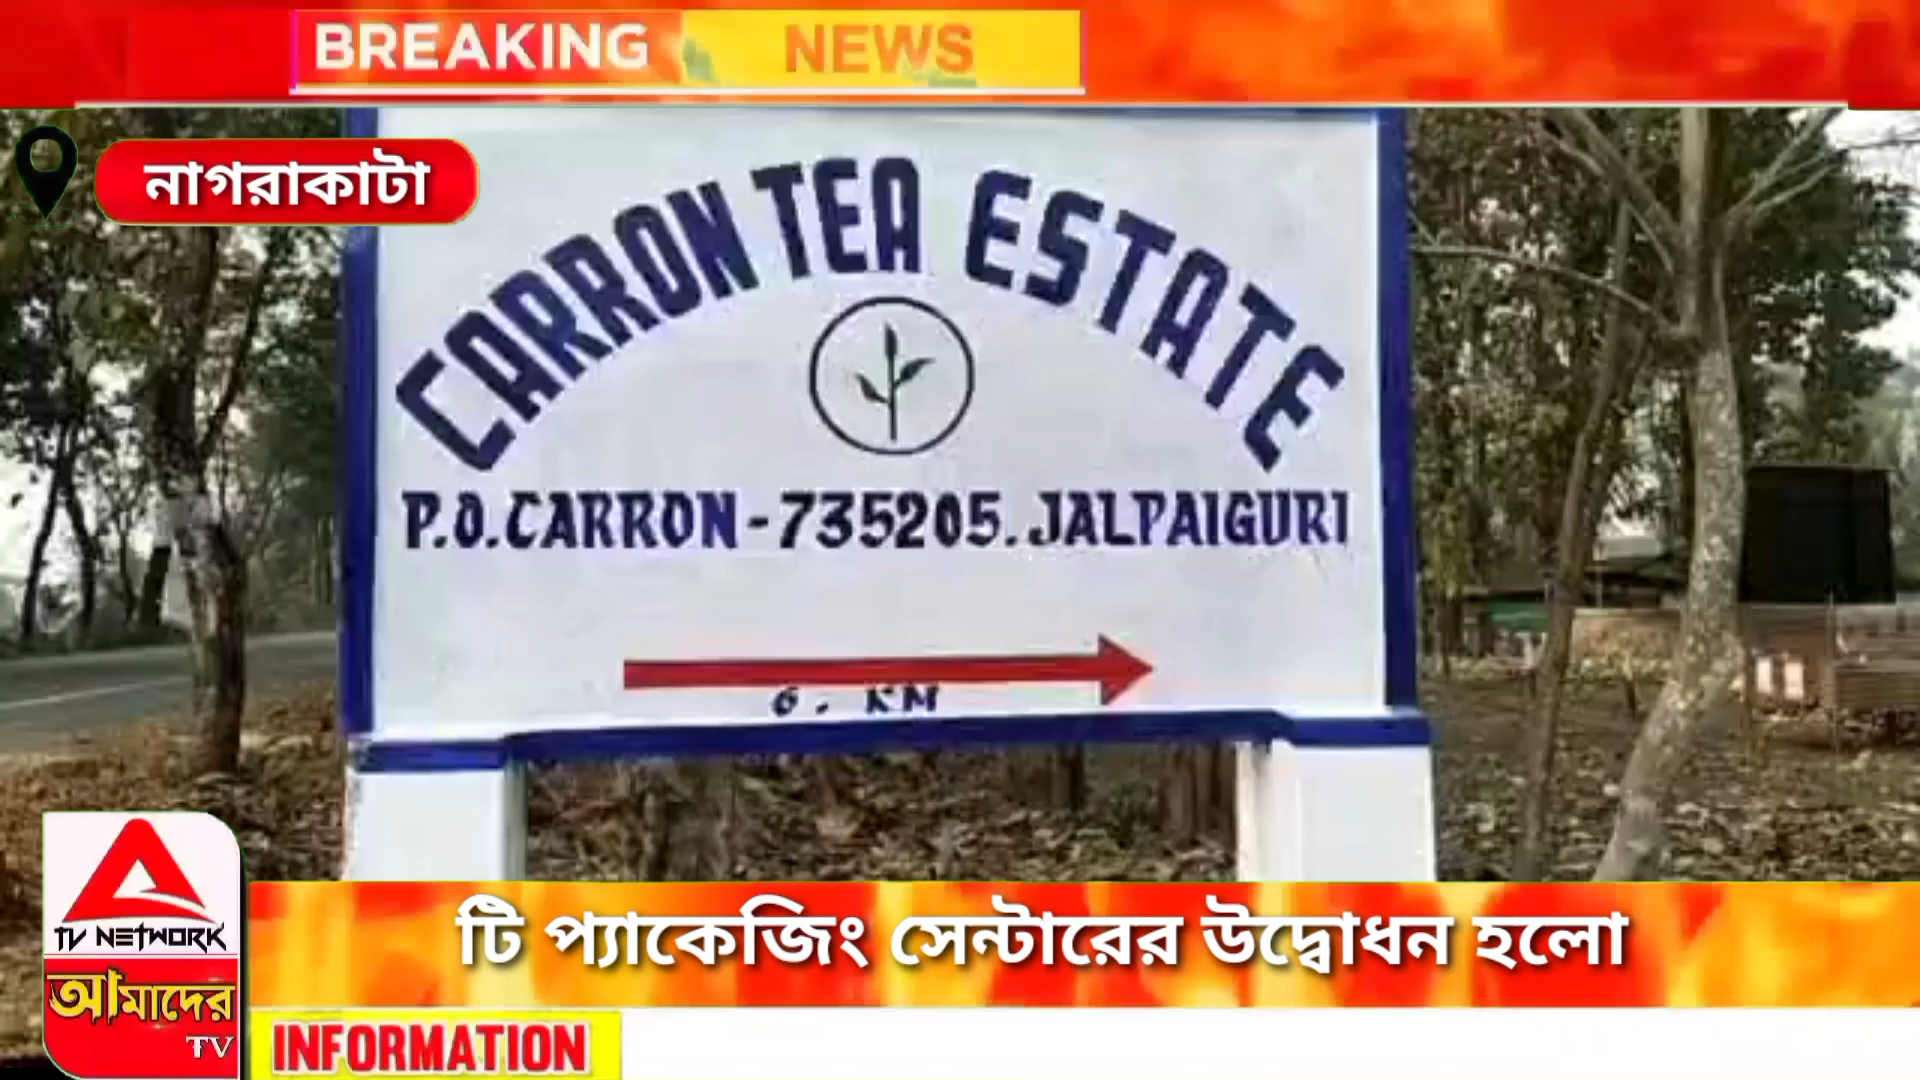 BREAKING NEWS
নাগরাকাটা
CARRON TEA ESTATE
P.O.CARRON-735205.JALPAIGURI
6. KM
টি প্যাকেজিং সেন্টারের উদ্বোধন হলো
TV NETWORK
আমাদের
TV
INFORMATION